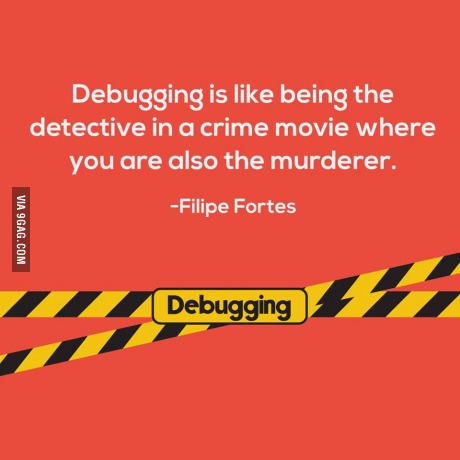 Debugging is like being the
detective in a crime movie where
you are also the murderer.
-Filipe Fortes
VIA 9GAG.COM
Debugging